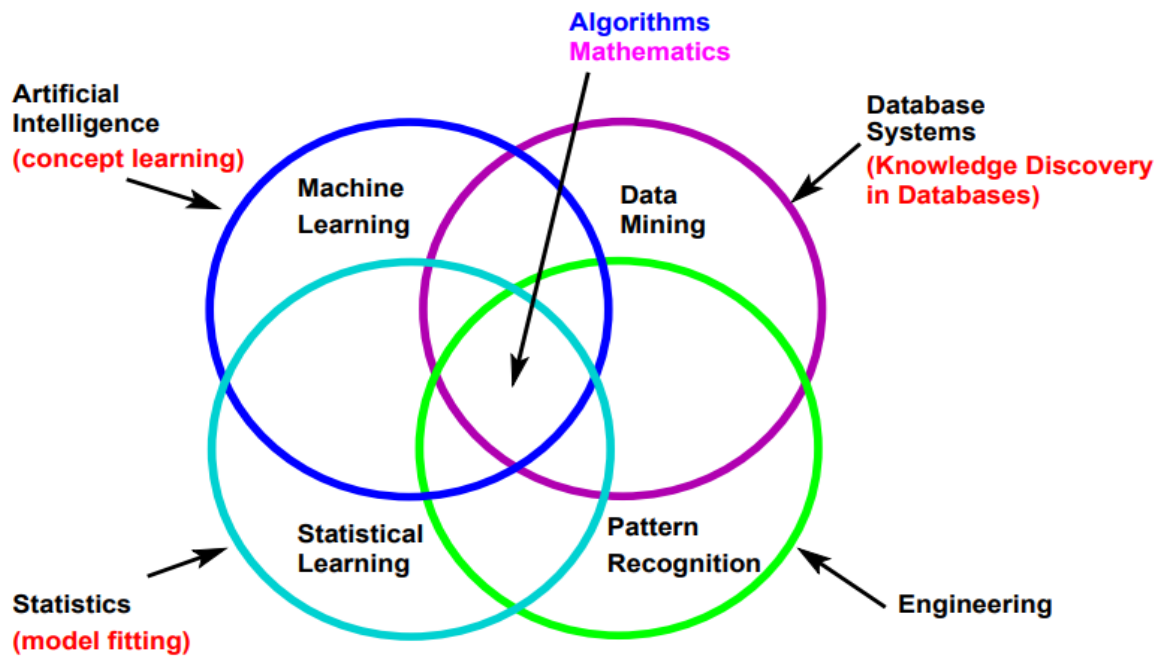 Algorithms
Mathematics
Artificial
Intelligence
(concept learning)
Database
Systems
(Knowledge Discovery
in Databases)
Machine
Learning
Data
Mining
Statistical
Learning
Pattern
Recognition
Statistics
(model fitting)
Engineering